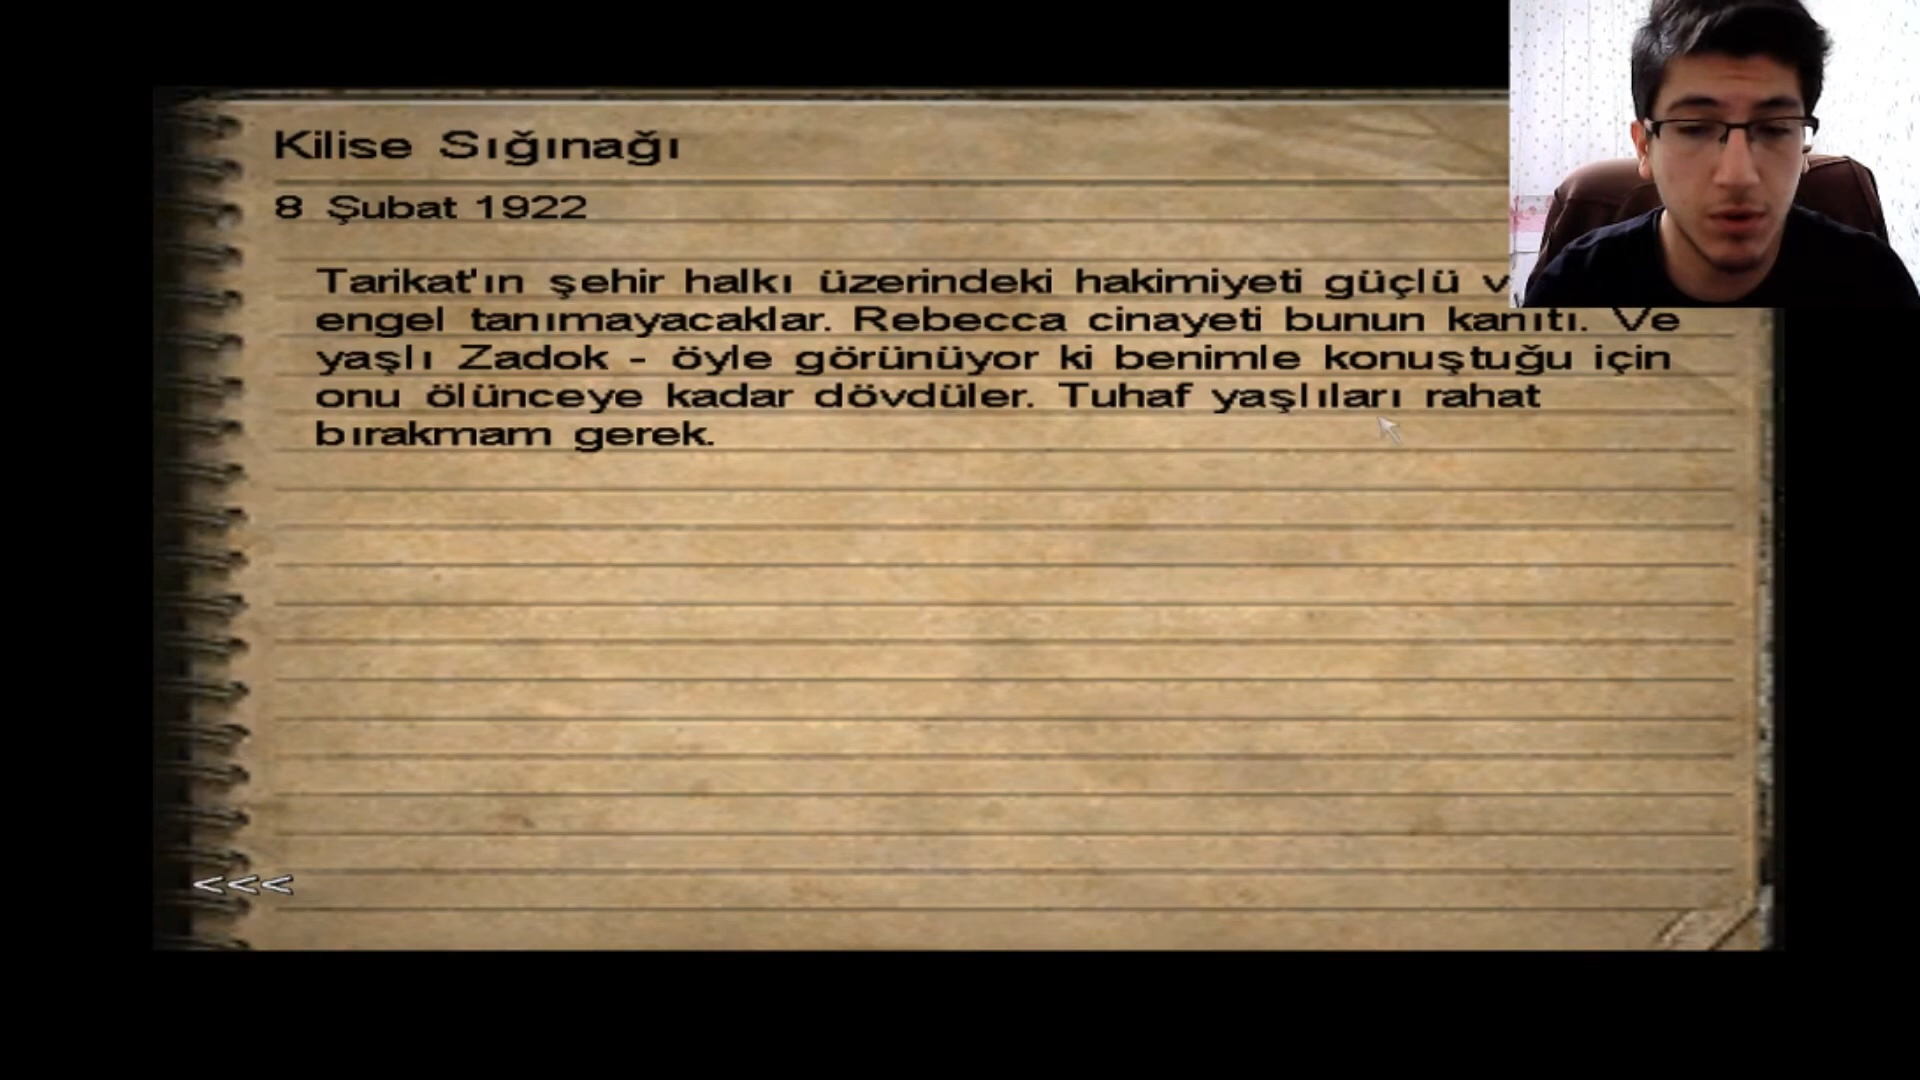 Kilise Sığınağı
8 Şubat 1922
Tarikat'ın şehir halkı üzerindeki hakimiyeti güçlü
engel tanımayacaklar. Rebecca cinayeti bunun kanıtı. Ve
yaşlı Zadok - öyle görünüyor ki benimle konuştuğu için
onu ölünceye kadar dövdüler. Tuhaf yaşlıları rahat
bırakmam gerek.
<<<